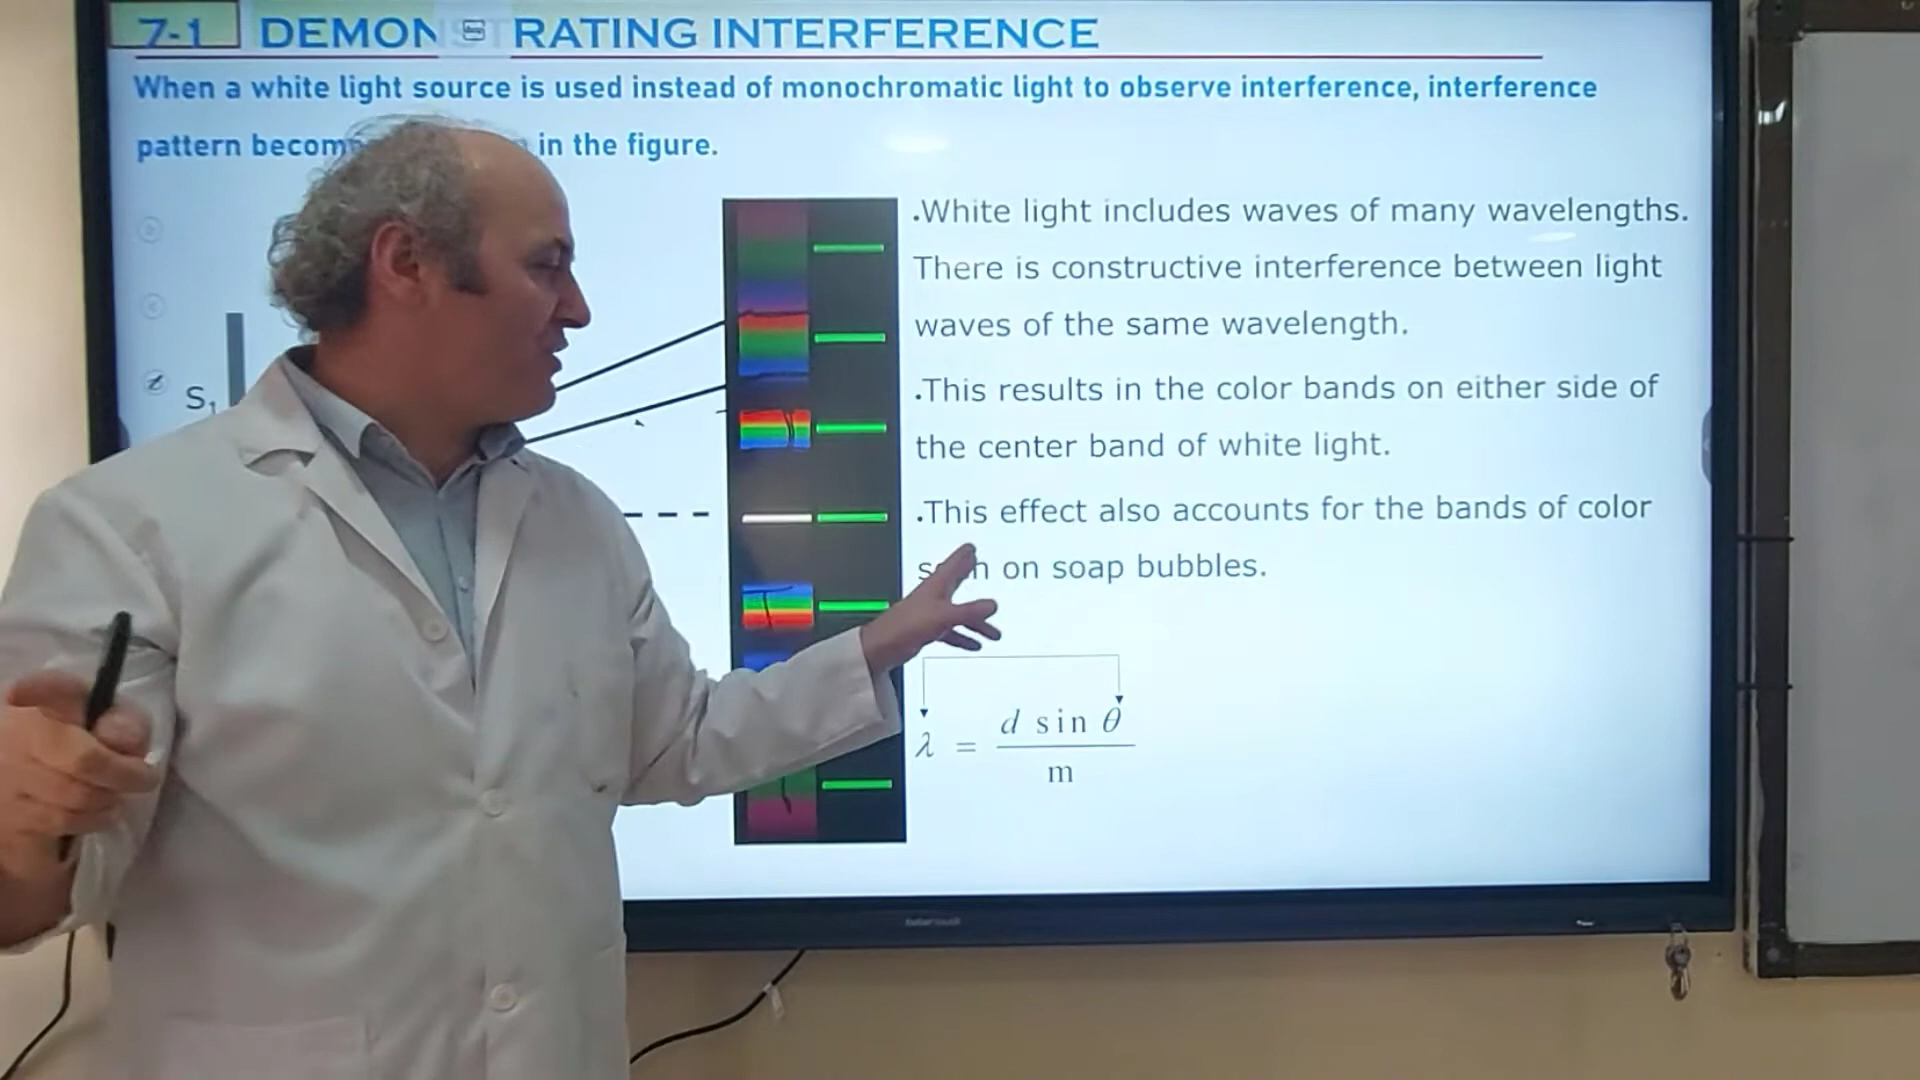 7-1 DEMONSTRATING INTERFERENCE
When a white light source is used instead of monochromatic light to observe interference, interference
pattern in the figure.
.White light includes waves of many wavelengths.
There is constructive interference between light
waves of the same wavelength.
.This results in the color bands on either side of
the center band of white light.
.This effect also accounts for the bands of color
on soap bubbles.
S₁
λ = d sin θ
m